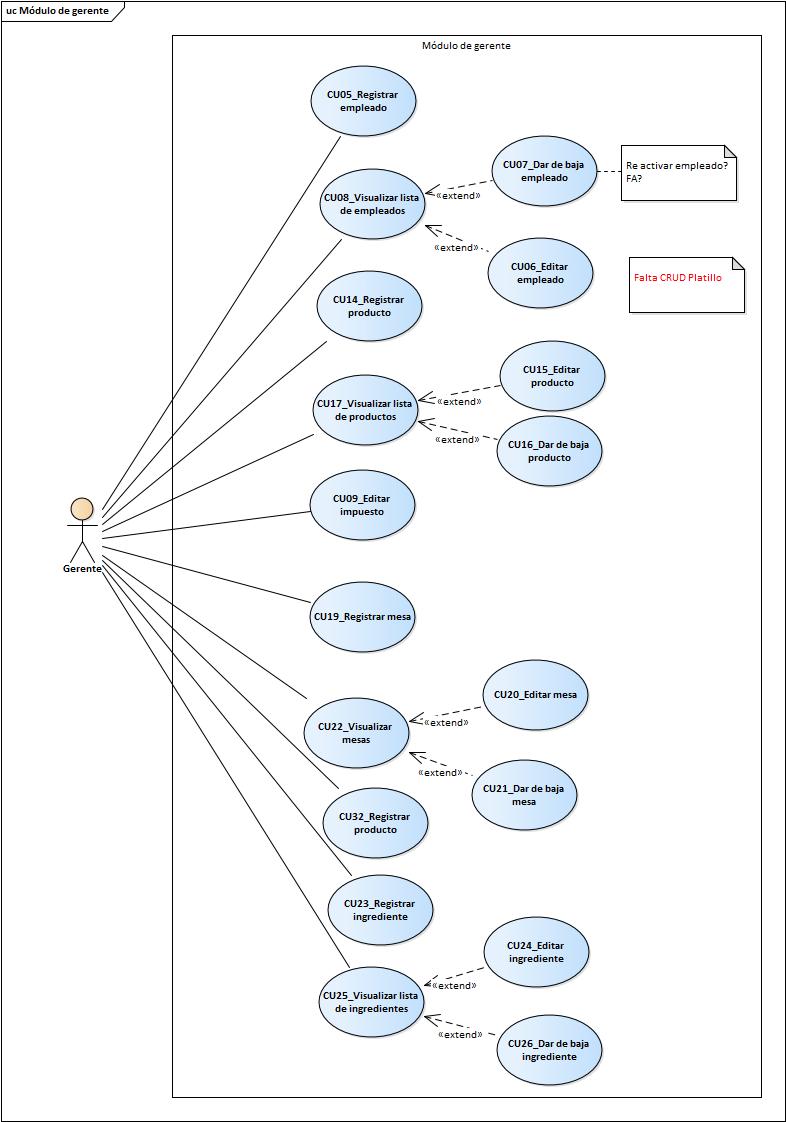 uc Módulo de gerente
Módulo de gerente
CU05_Registrar
empleado
CU07_Dar de baja
empleado
Re activar empleado?
FA?
CU08_Visualizar lista
de empleados
«extend»
«extend»
CU06_Editar
empleado
Falta CRUD Platillo
CU14_Registrar
producto
CU15_Editar
producto
CU17_Visualizar lista
de productos
«extend»
«extend»
CU16_Dar de baja
producto
CU09_Editar
impuesto
Gerente
CU19_Registrar mesa
CU20_Editar mesa
CU22_Visualizar
mesas
«extend»
«extend»
CU21_Dar de baja
mesa
CU32_Registrar
producto
CU23_Registrar
ingrediente
CU24_Editar
ingrediente
CU25_Visualizar lista
de ingredientes
«extend»
«extend»
CU26_Dar de baja
ingrediente